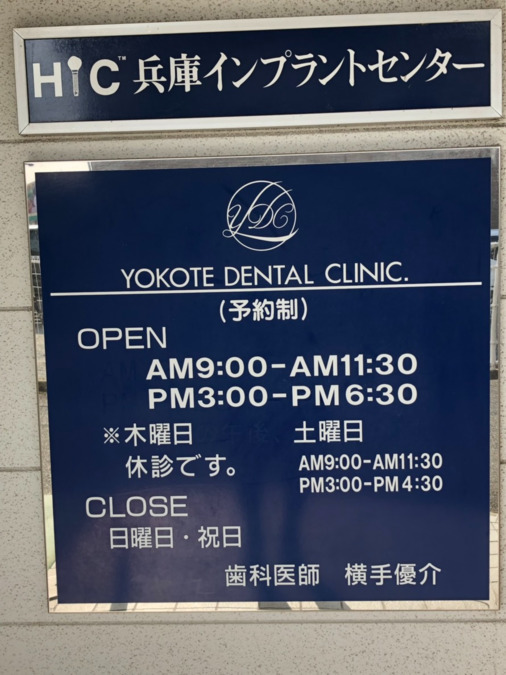 HiC™ 兵庫インプラントセンター
YDC
YOKOTE DENTAL CLINIC.
(予約制)
OPEN
AM9:00-AM11:30
PM3:00-PM6:30
※木曜日
休診です。
土曜日
AM9:00-AM11:30
PM3:00-PM4:30
CLOSE
日曜日・祝日
歯科医師 横手優介